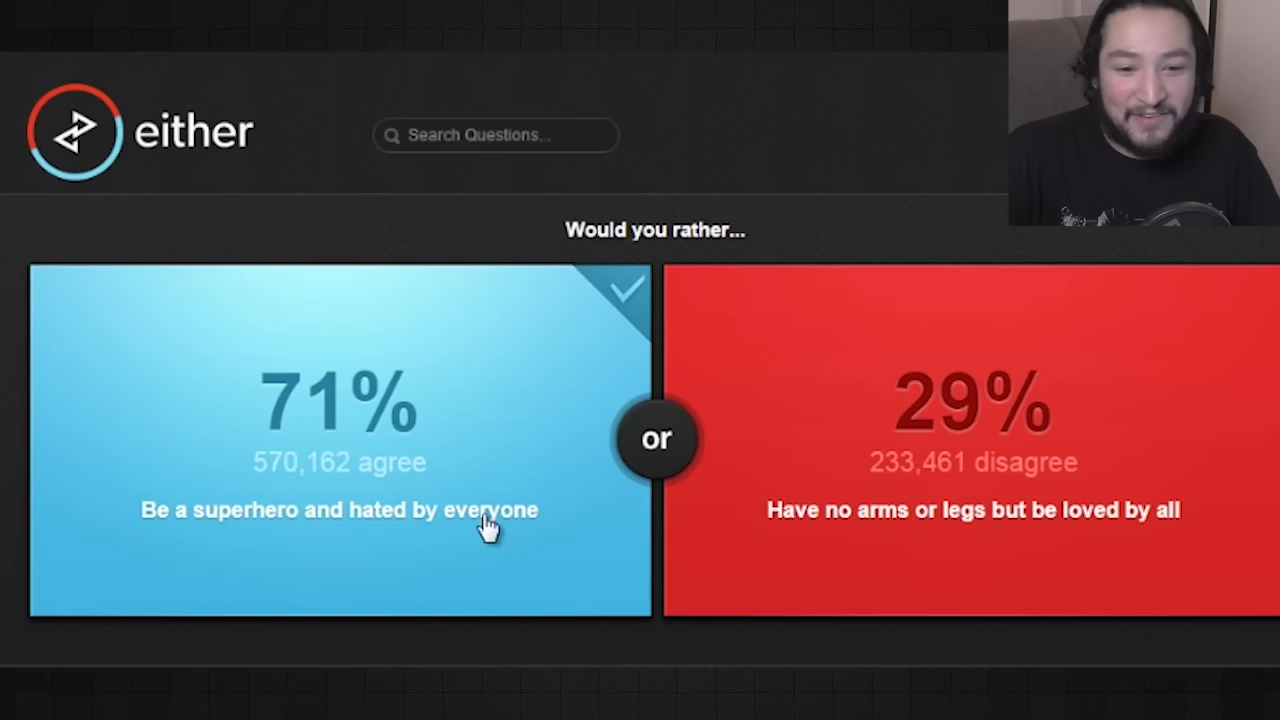 either
Search Questions...
Would you rather...
71%
570,162 agree
Be a superhero and hated by everyone
or
29%
233,461 disagree
Have no arms or legs but be loved by all